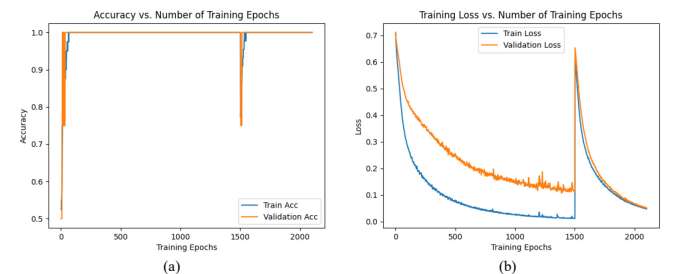 Accuracy vs. Number of Training Epochs
1.0
0.9
0.8
0.7
0.6
0.5
Accuracy
0
500
1000
1500
2000
Training Epochs
Train Acc
Validation Acc
(a)
Training Loss vs. Number of Training Epochs
0.7
0.6
0.5
0.4
0.3
0.2
0.1
0.0
Loss
0
500
1000
1500
2000
Training Epochs
Train Loss
Validation Loss
(b)